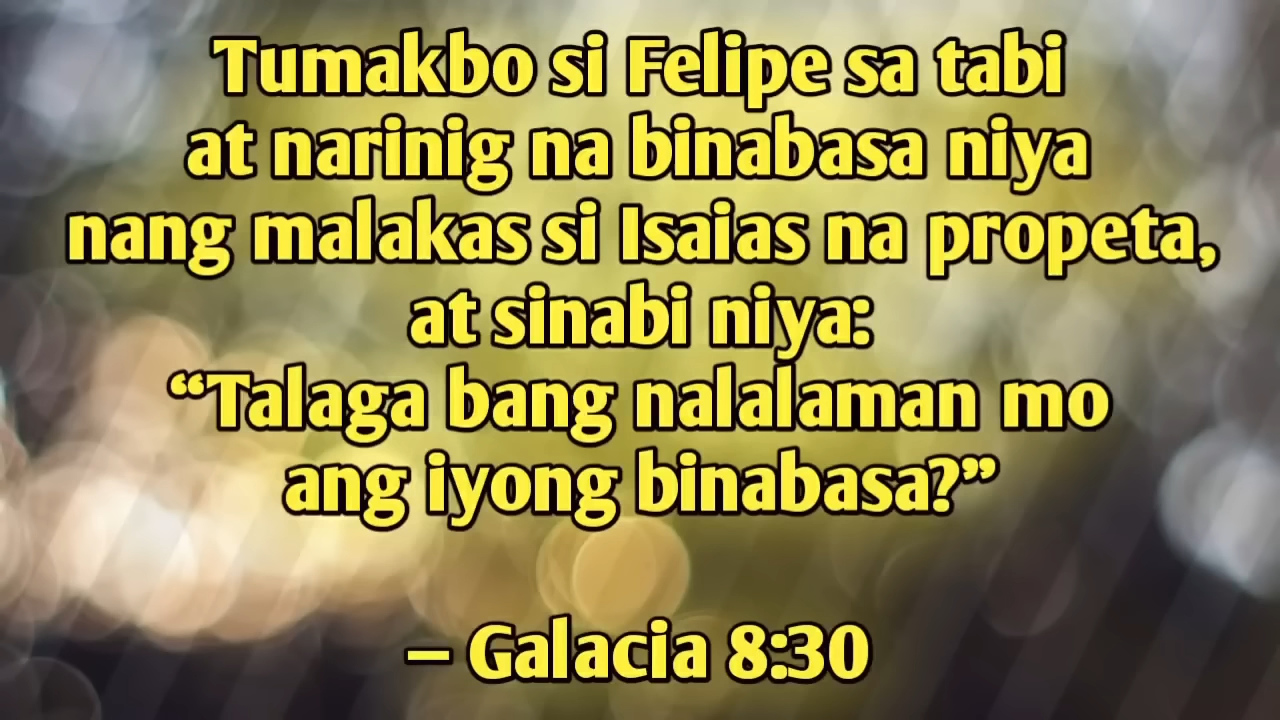 Tumakbo si Felipe sa tabi
at narinig na binabasa niya
nang malakas si Isaias na propeta,
at sinabi niya:
“Talaga bang nalalaman mo
ang iyong binabasa?”
– Galacia 8:30